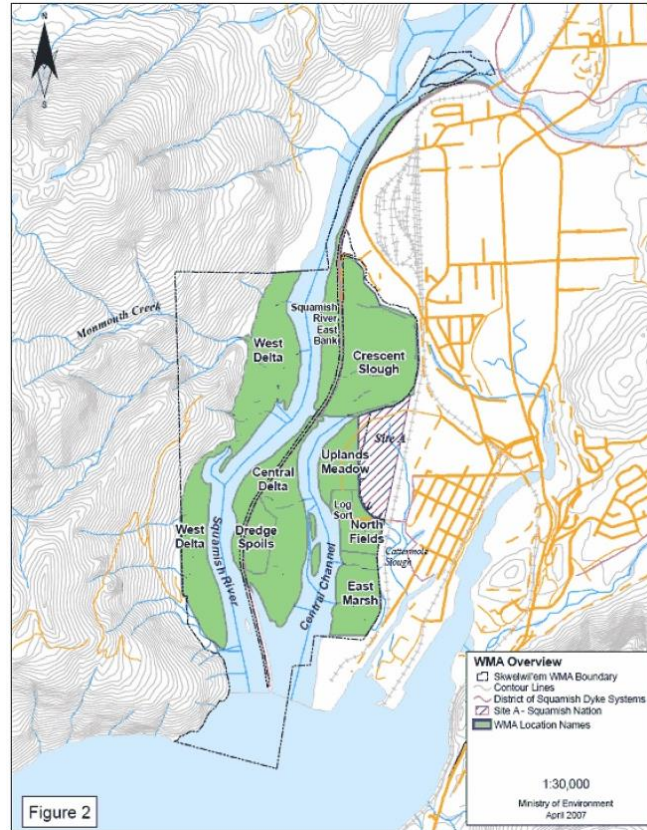 N
S
Monmouth Creek
Squamish
River
East
Bank
West
Delta
Crescent
Slough
Site A
Uplands
Meadow
Central
Delta
Log
Sort
West
Delta
Dredge
Spoils
North
Fields
Squamish River
Central Channel
Cattermole
Slough
East
Marsh
WMA Overview
Skwelwil'em WMA Boundary
Contour Lines
District of Squamish Dyke Systems
Site A - Squamish Nation
WMA Location Names
1:30,000
Ministry of Environment
April 2007
Figure 2